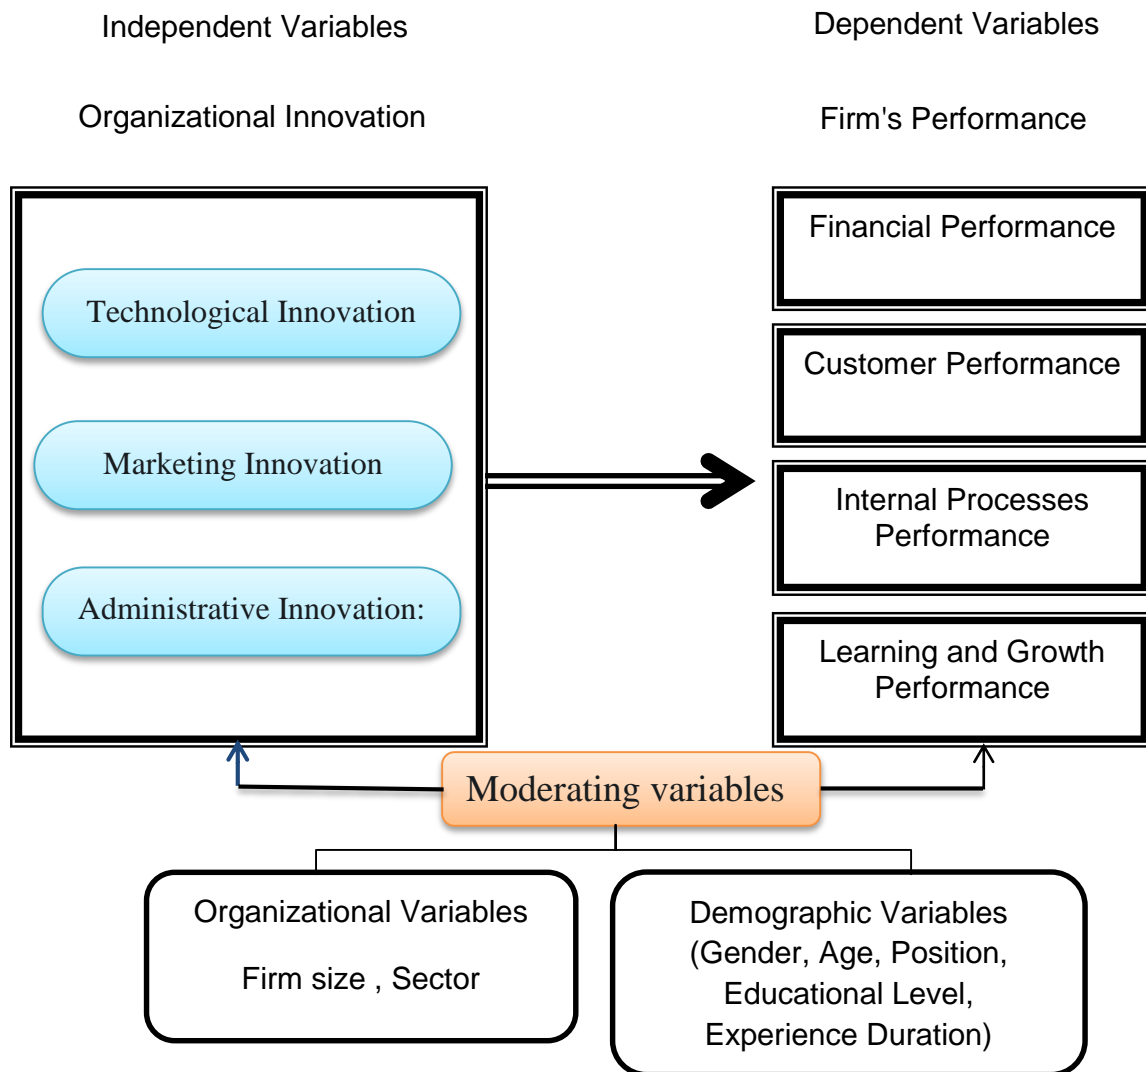 Independent Variables
Dependent Variables
Organizational Innovation
Firm's Performance
Technological Innovation
Marketing Innovation
Administrative Innovation:
Financial Performance
Customer Performance
Internal Processes
Performance
Learning and Growth
Performance
Moderating variables
Organizational Variables
Firm size , Sector
Demographic Variables
(Gender, Age, Position,
Educational Level,
Experience Duration)